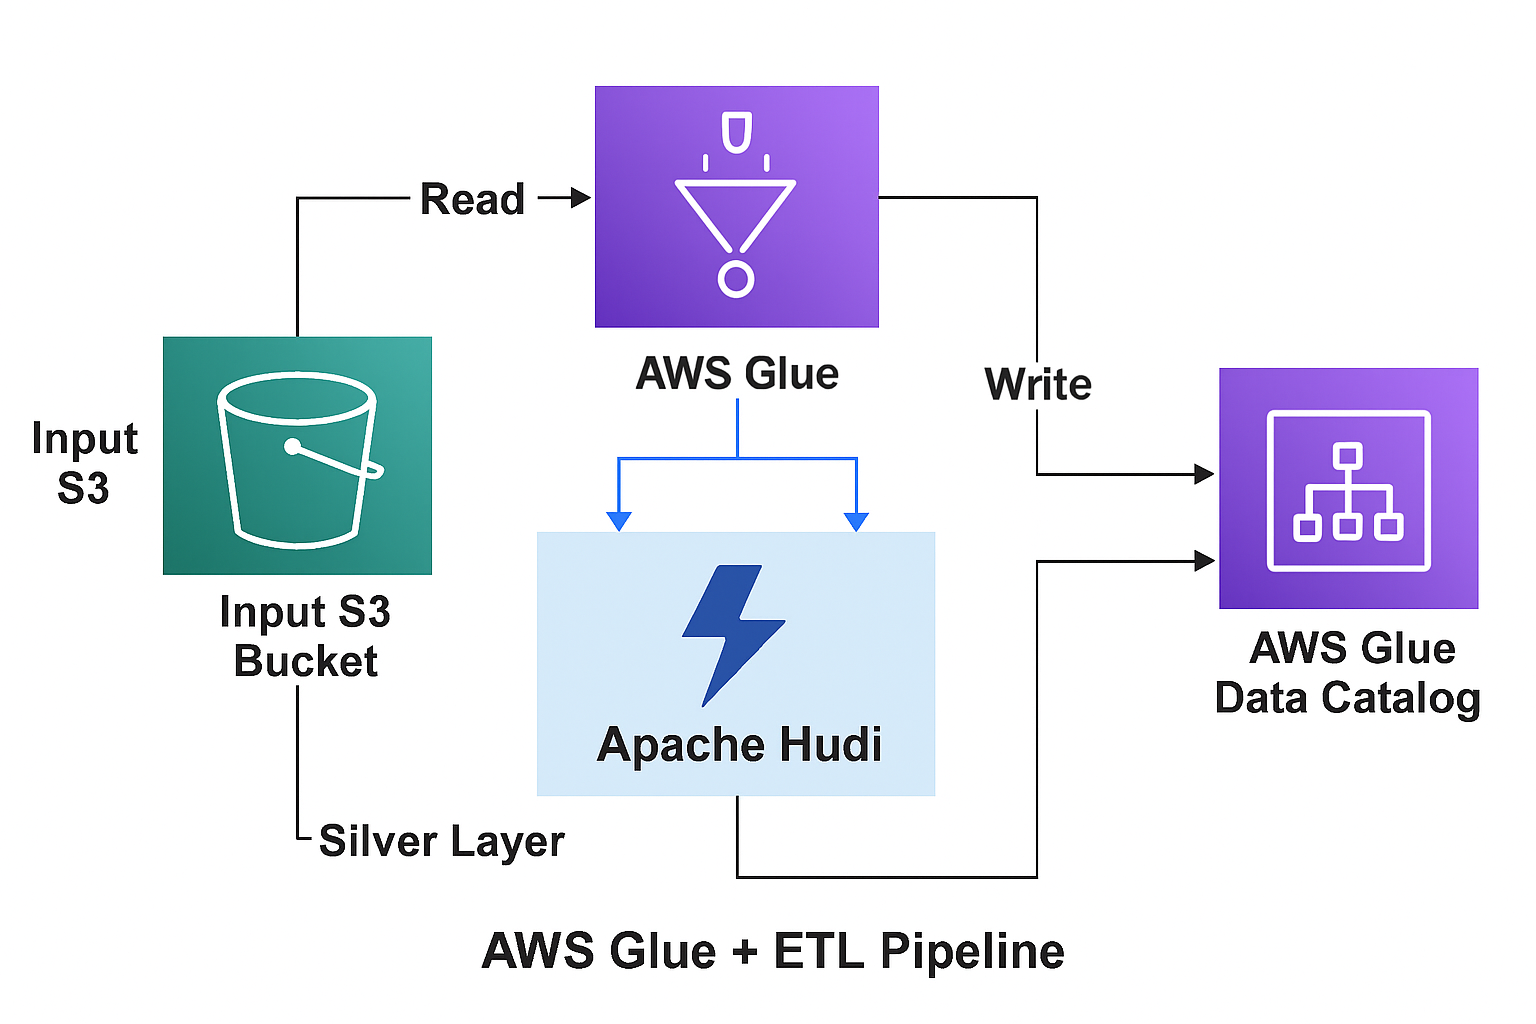 Read
AWS Glue
Write
Input
S3
Input S3
Bucket
AWS Glue
Data Catalog
Apache Hudi
Silver Layer
AWS Glue + ETL Pipeline